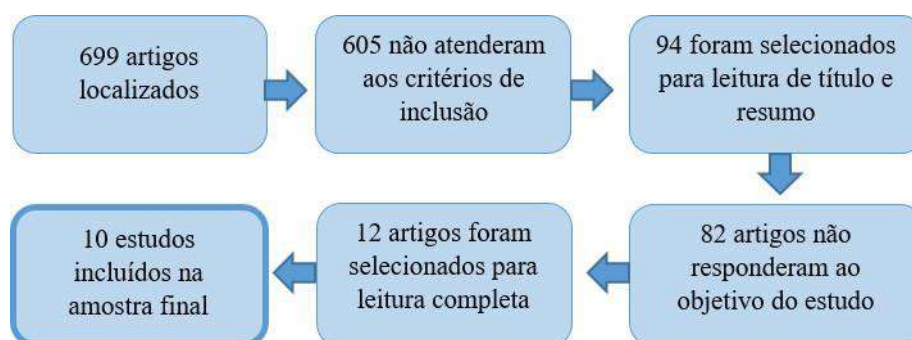 699 artigos
localizados
605 não atenderam
aos critérios de
inclusão
94 foram selecionados
para leitura de título e
resumo
82 artigos não
responderam ao
objetivo do estudo
12 artigos foram
selecionados para
leitura completa
10 estudos
incluídos na
amostra final